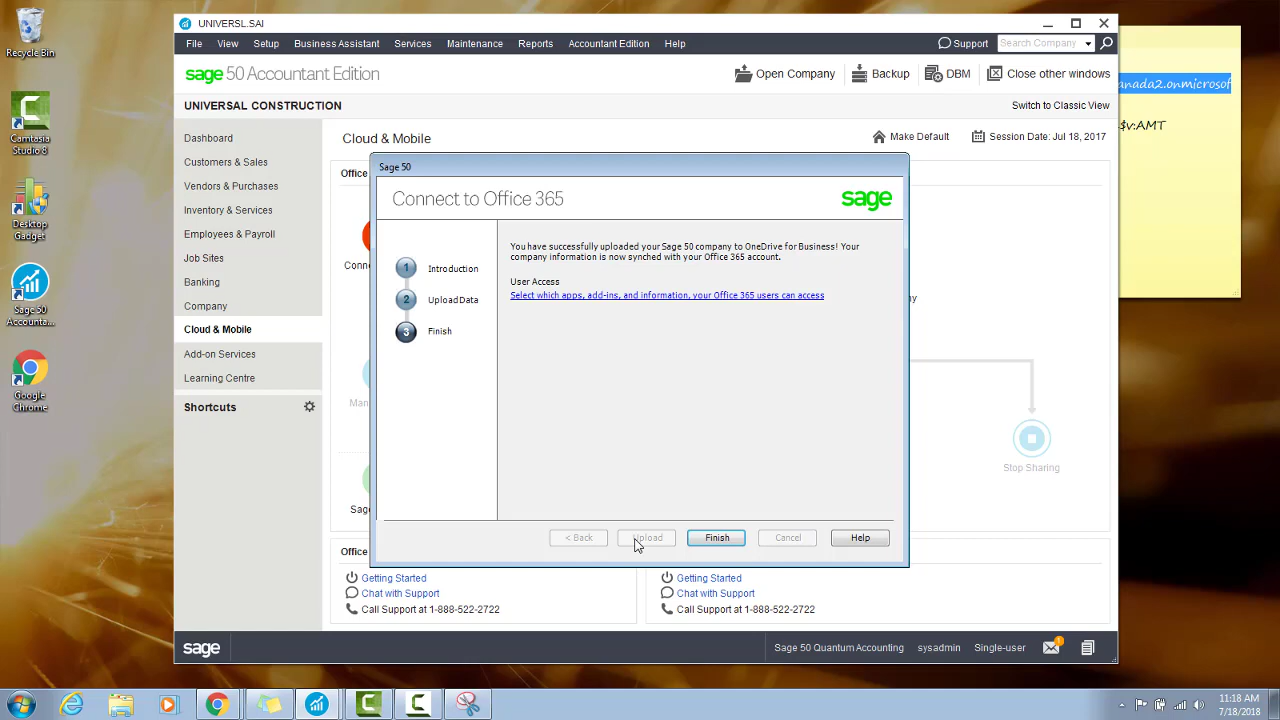 Recycle Bin
Camtasia
Studio 8
Desktop
Gadget
Sage 50
Accounta...
Google
Chrome
UNIVERSL.SAI
File View Setup Business Assistant Services Maintenance Reports Accountant Edition Help
Support Search Company
sage 50 Accountant Edition
Open Company Backup DBM Close other windows
UNIVERSAL CONSTRUCTION
Switch to Classic View
Dashboard
Customers & Sales
Vendors & Purchases
Inventory & Services
Employees & Payroll
Job Sites
Banking
Company
Cloud & Mobile
Add-on Services
Learning Centre
Shortcuts
Cloud & Mobile
Make Default Session Date: Jul 18, 2017
Office
Conn
Man
Sag
Stop Sharing
Sage 50
Connect to Office 365
sage
1 Introduction
2 Upload Data
3 Finish
You have successfully uploaded your Sage 50 company to OneDrive for Business! Your
company information is now synched with your Office 365 account.
User Access
Select which apps, add-ins, and information, your Office 365 users can access
< Back Upload Finish Cancel Help
Office
Getting Started
Chat with Support
Call Support at 1-888-522-2722
Getting Started
Chat with Support
Call Support at 1-888-522-2722
sage
Sage 50 Quantum Accounting sysadmin Single-user 1
anada2.onmicrosof
$v:AMT
11:18 AM
7/18/2018